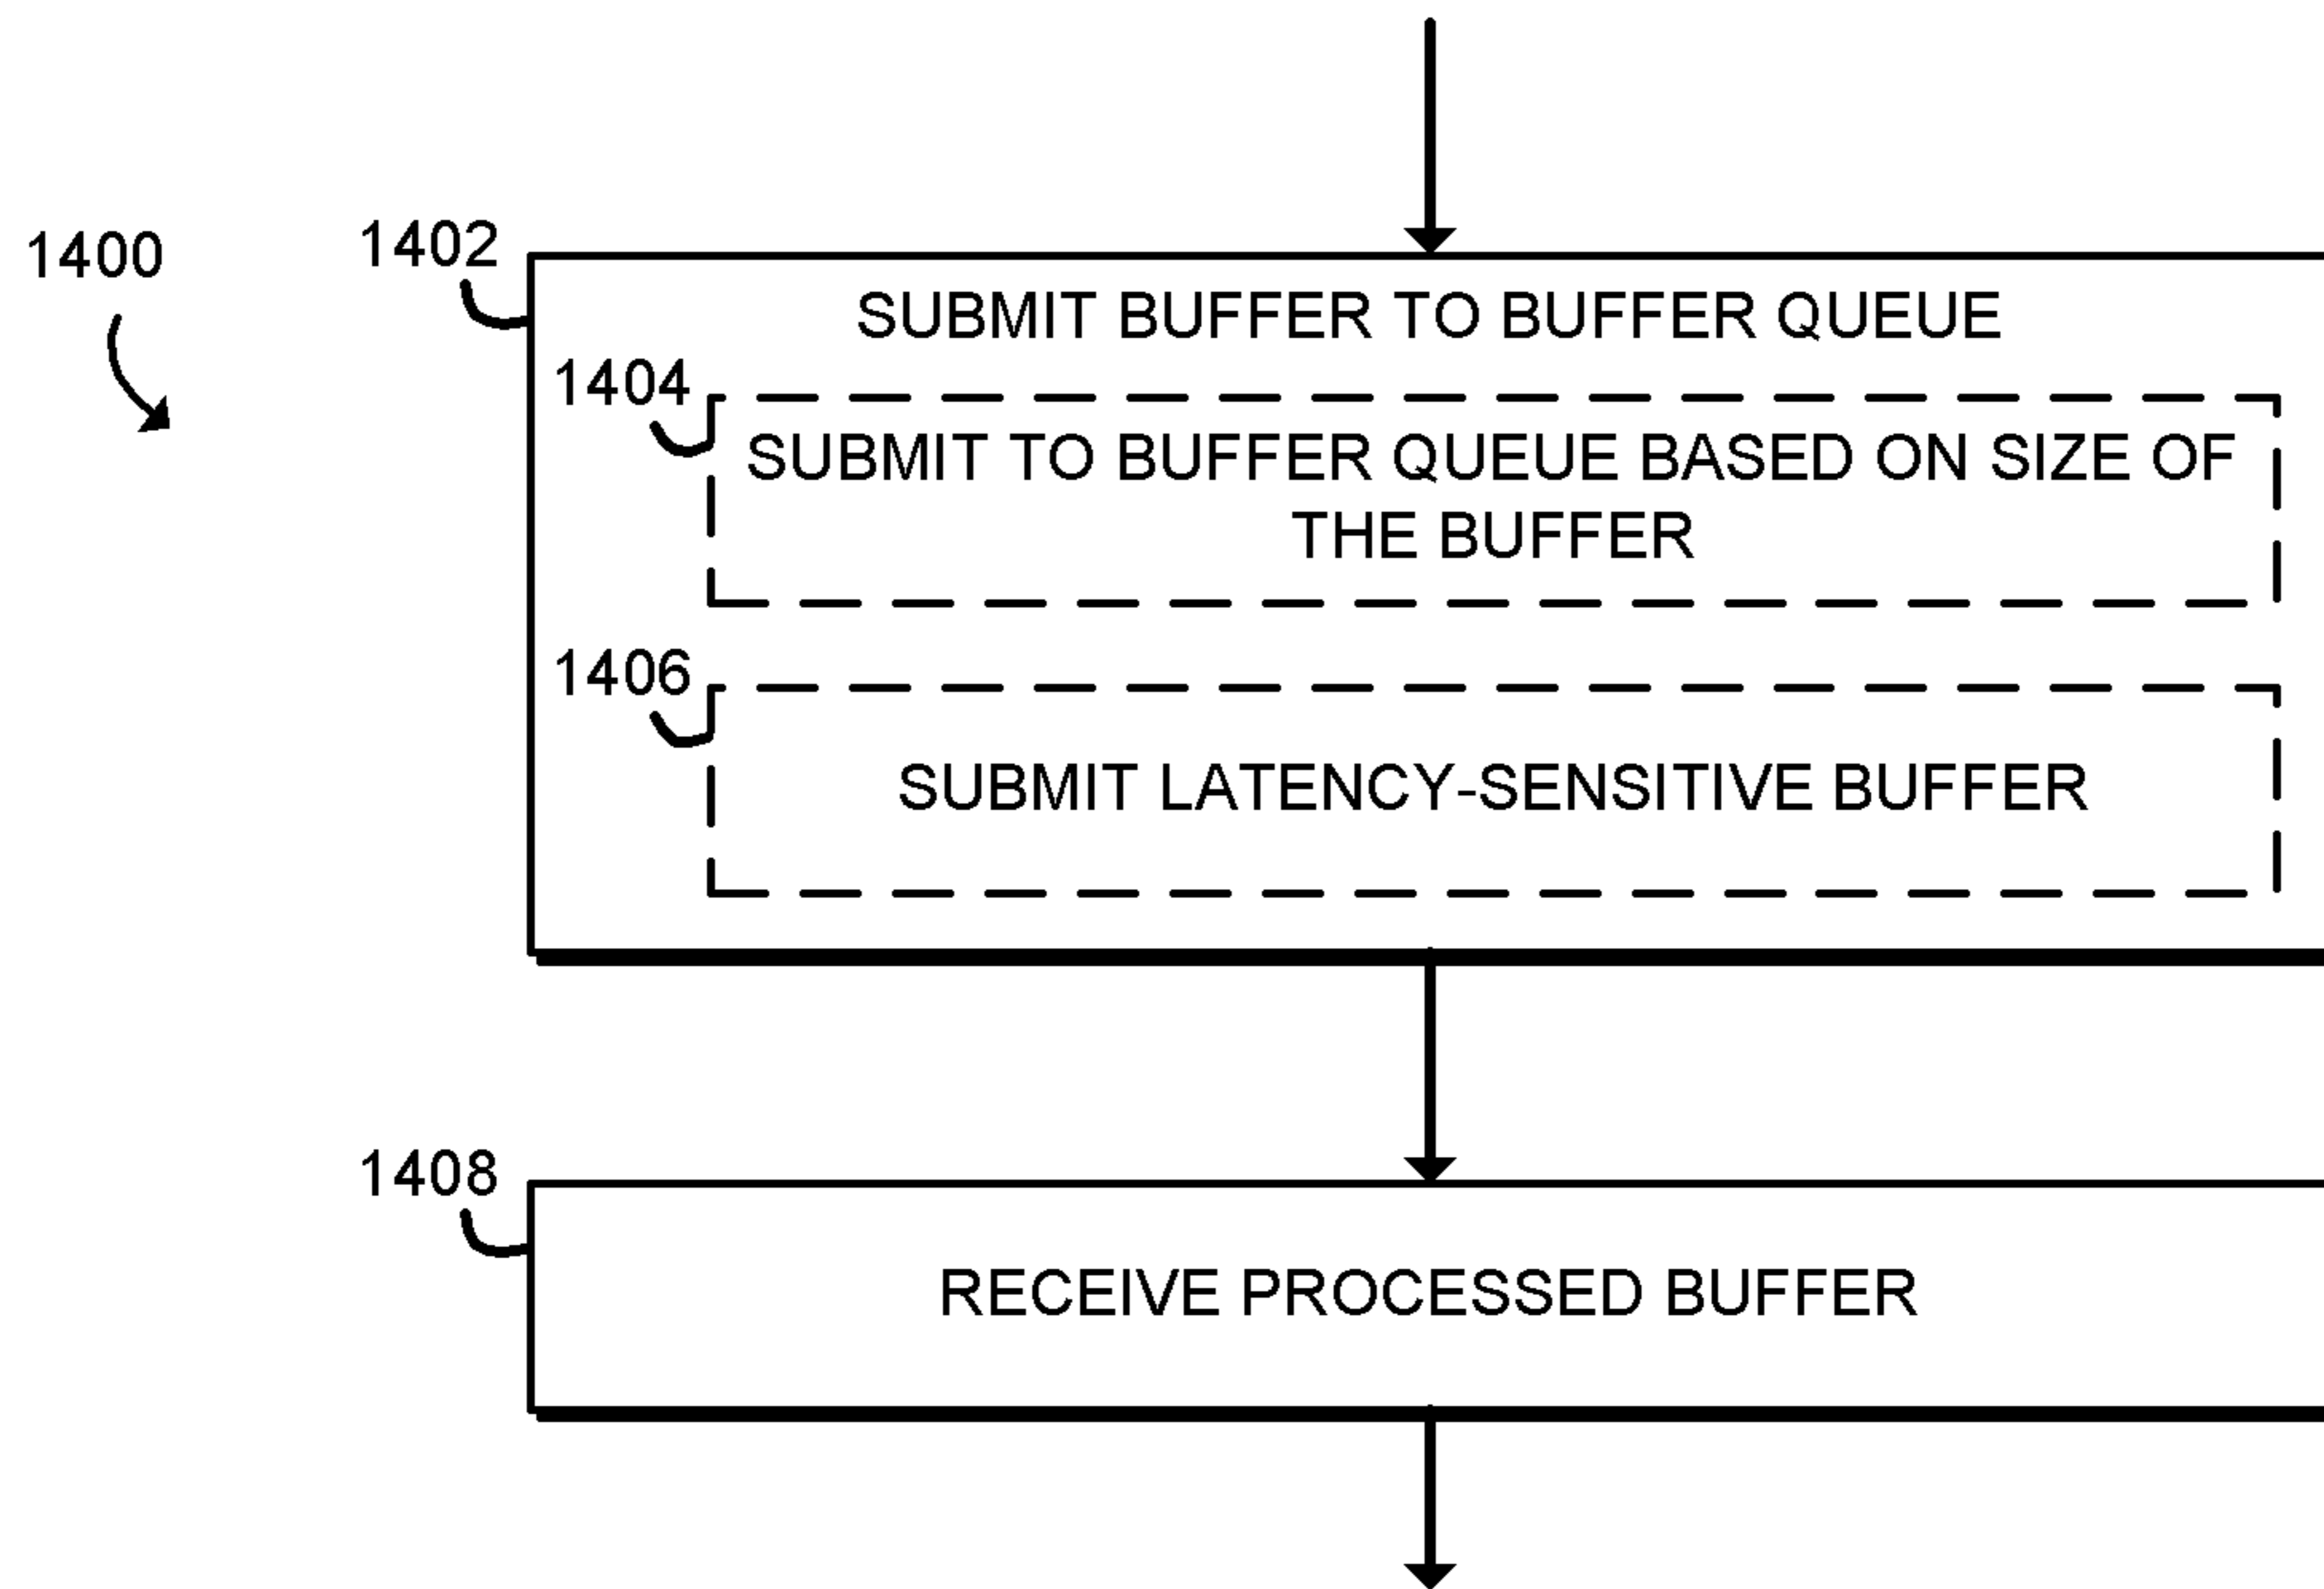 1400
1402
SUBMIT BUFFER TO BUFFER QUEUE
1404
SUBMIT TO BUFFER QUEUE BASED ON SIZE OF
THE BUFFER
1406
SUBMIT LATENCY-SENSITIVE BUFFER
1408
RECEIVE PROCESSED BUFFER